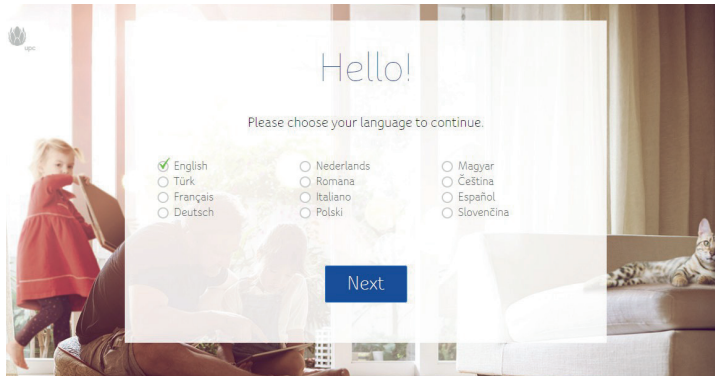 upc
Hello!
Please choose your language to continue.
English
Türk
Français
Deutsch
Nederlands
Romana
Italiano
Polski
Magyar
Čeština
Español
Slovenčina
Next